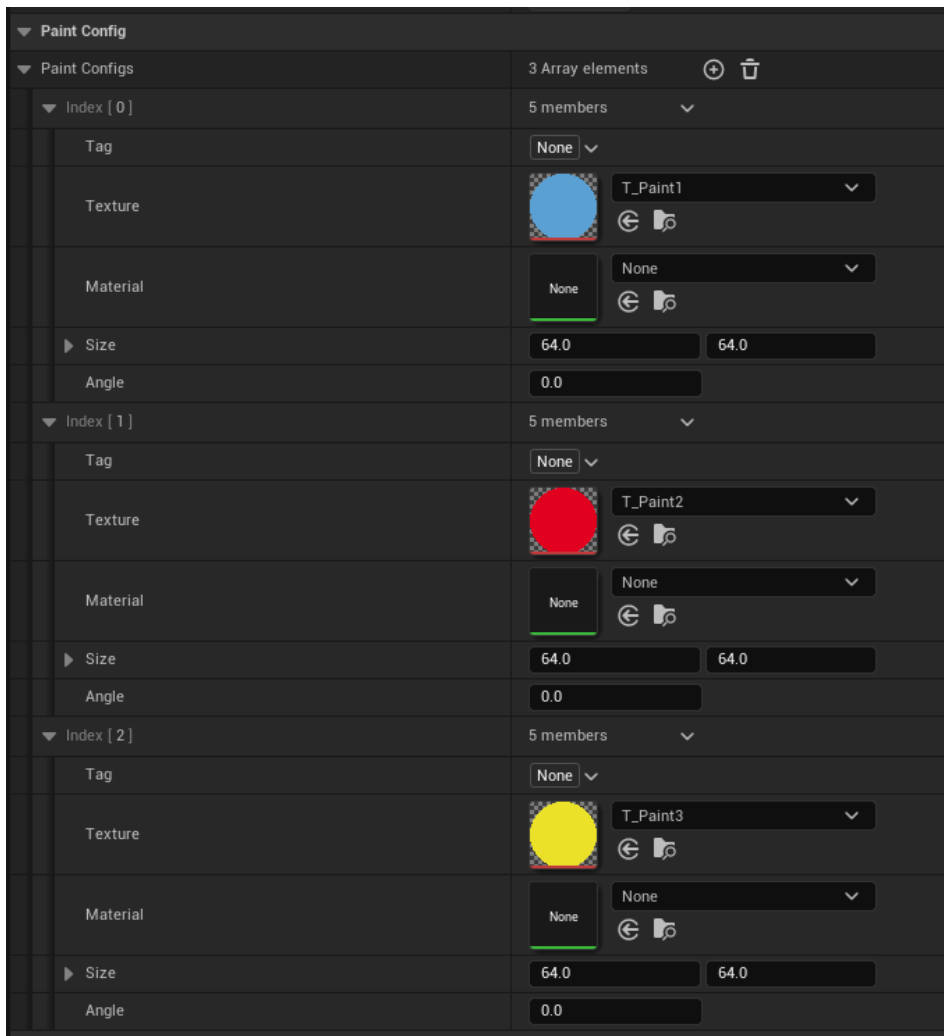 Paint Config
Paint Configs 3 Array elements
Index [ 0 ] 5 members
Tag None
Texture T_Paint1
Material None None
Size 64.0 64.0
Angle 0.0
Index [ 1 ] 5 members
Tag None
Texture T_Paint2
Material None None
Size 64.0 64.0
Angle 0.0
Index [ 2 ] 5 members
Tag None
Texture T_Paint3
Material None None
Size 64.0 64.0
Angle 0.0